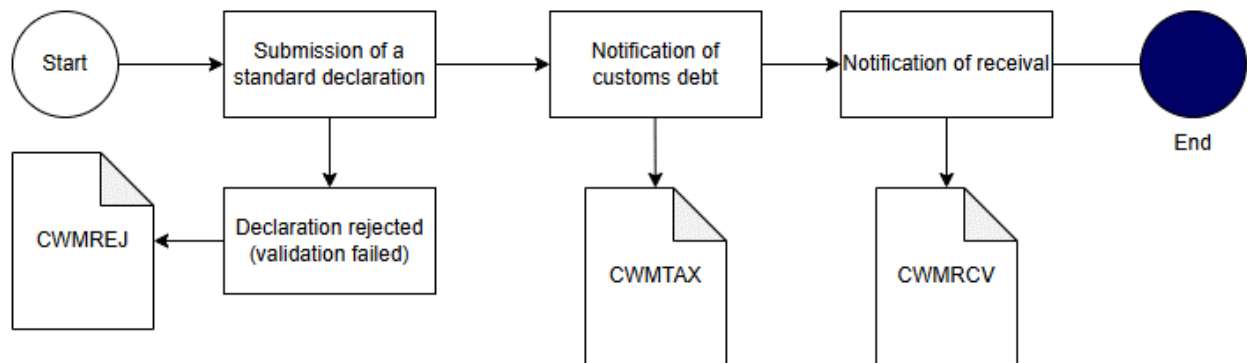 Start
Submission of a
standard declaration
Notification of
customs debt
Notification of receival
End
CWMREJ
Declaration rejected
(validation failed)
CWMTAX
CWMRCV